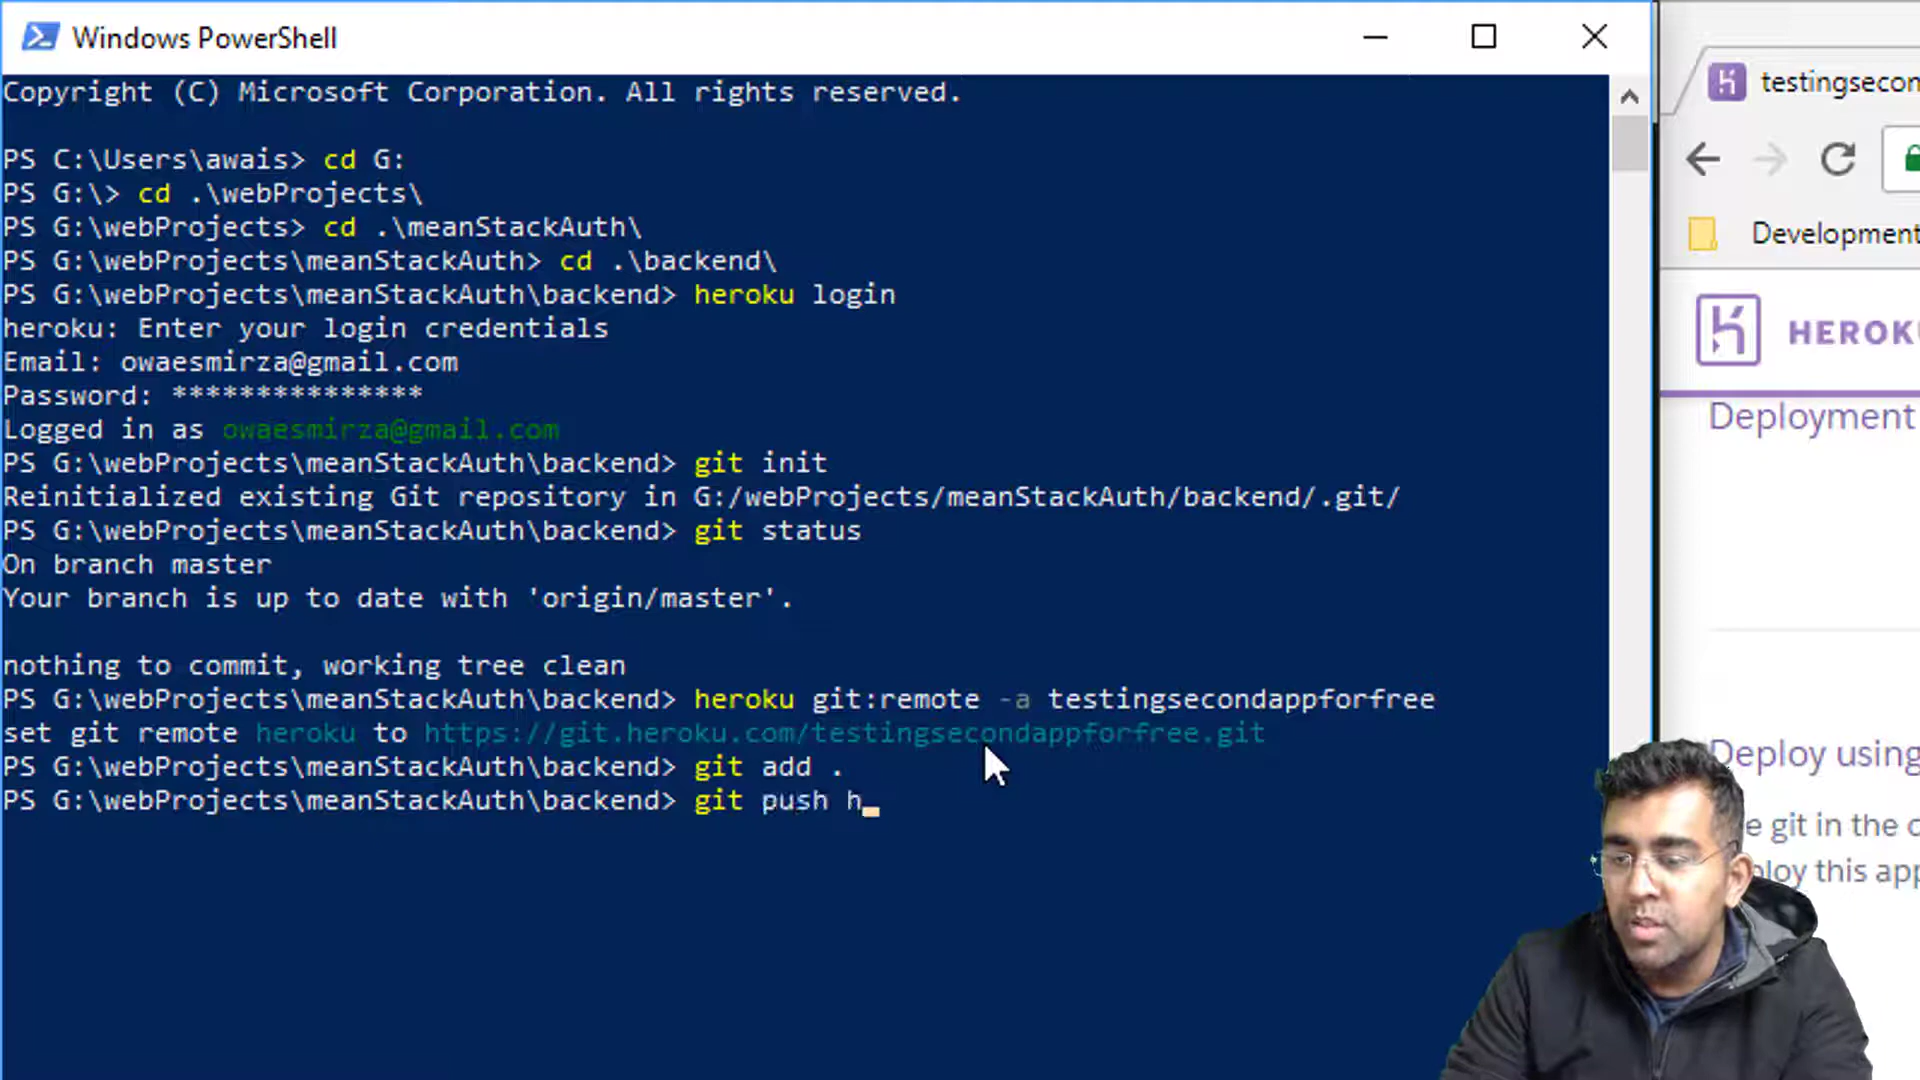 Windows PowerShell
Copyright (C) Microsoft Corporation. All rights reserved.
PS C:\Users\awais> cd G:
PS G:\> cd .\webProjects\
PS G:\webProjects> cd .\meanStackAuth\
PS G:\webProjects\meanStackAuth> cd .\backend\
PS G:\webProjects\meanStackAuth\backend> heroku login
heroku: Enter your login credentials
Email: owaesmirza@gmail.com
Password: ***************
Logged in as owaesmirza@gmail.com
PS G:\webProjects\meanStackAuth\backend> git init
Reinitialized existing Git repository in G:/webProjects/meanStackAuth/backend/.git/
PS G:\webProjects\meanStackAuth\backend> git status
On branch master
Your branch is up to date with 'origin/master'.
nothing to commit, working tree clean
PS G:\webProjects\meanStackAuth\backend> heroku git:remote -a testingsecondappforfree
set git remote heroku to https://git.heroku.com/testingsecondappforfree.git
PS G:\webProjects\meanStackAuth\backend> git add .
PS G:\webProjects\meanStackAuth\backend> git push h_
testingsecon
Development
HEROKU
Deployment
Deploy using
e git in the c
ploy this app